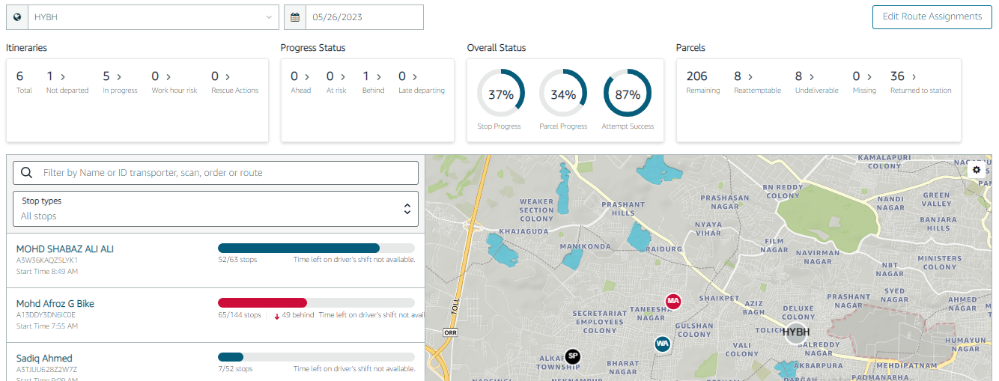 HYBH
05/26/2023
Edit Route Assignments
Itineraries
6 1 > 5 > 0 > 0 >
Total Not departed In progress Work hour risk Rescue Actions
Progress Status
0 > 0 > 1 > 0 >
Ahead At risk Behind Late departing
Overall Status
37% 34% 87%
Stop Progress Parcel Progress Attempt Success
Parcels
206 8 > 8 > 0 > 36 >
Remaining Reattemptable Undeliverable Missing Returned to station
Filter by Name or ID transporter, scan, order or route
Stop types
All stops
MOHD SHABAZ ALI ALI
A3W36KAQZ5LYK1
Start Time 8:49 AM
52/63 stops Time left on driver's shift not available.
Mohd Afroz G Bike
A13DDY3DN6IC0E
Start Time 7:55 AM
65/144 stops 49 behind Time left on driver's shift not avail
Sadiq Ahmed
A3TJUU628Z2W7Z
Start Time 9:09 AM
7/52 stops Time left on driver's shift not available.
KAMALAPURI
COLONY
BN REDDY
COLONY
PRASHASAN
NAGAR
NANDI
NAGAR
GREEN
VALLEY
WEAKER
SECTION
COLONY
PRASHANT
HILLS
BANJARA
HILLS
NYAYA
VIHAR
KHAJAGUDA
MANIKONDA
RAIDURG
FILM
NAGAR
NAVIRMAN
NAGAR
MINISTERS
COLONY
NBT
NAGAR
SYED
NAGAR
PRASHANT
NAGAR
AHMED
NAGAR
TOLL
ORR
MA
SHAIKPET
AZIZ
BAGH
DELUXE
COLONY
SECRETARIAT
EMPLOYEES
COLONY
TANEESHA
NAGAR
GULSHAN
COLONY
TOLICH
HYBH
WA
SP
VALI
COLONY
BALREDDY
NAGAR
HUMAYUN
NAGAR
ALKAP
TOWNSHIP
BHARAT
NAGAR
AKBARPURA
MEHDIPATNAM
DARGAH
PADMANABHA
NARSINGI
NEKNAMPUR